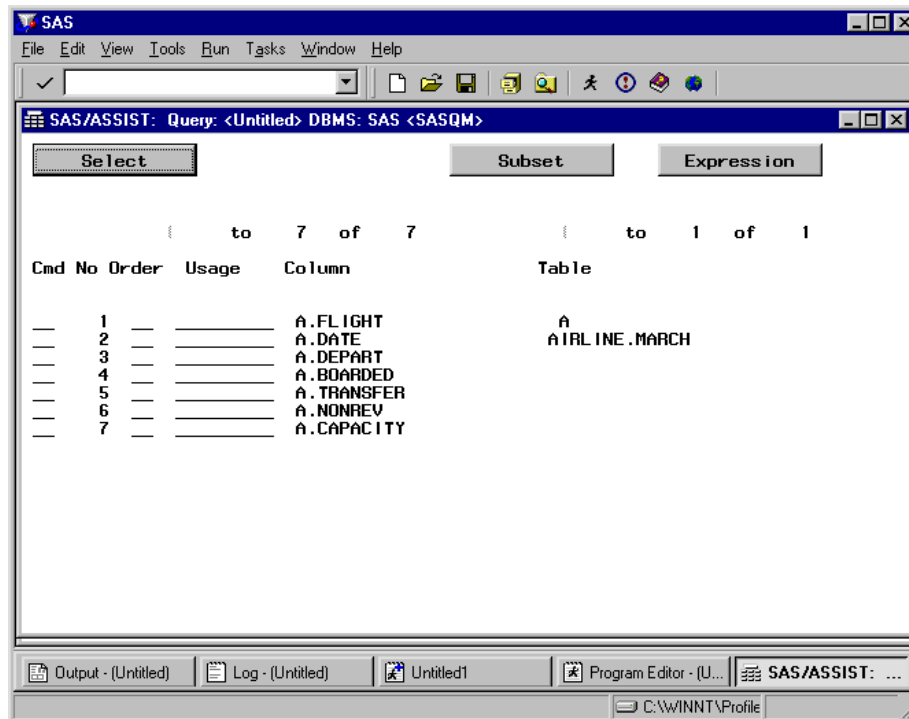 SAS
File Edit View Tools Run Tasks Window Help
SAS/ASSIST: Query: <Untitled> DBMS: SAS <SASQM>
Select Subset Expression
to 7 of 7 to 1 of 1
Cmd No Order Usage Column Table
1 A.FLIGHT A
2 A.DATE AIRLINE.MARCH
3 A.DEPART
4 A.BOARDED
5 A.TRANSFER
6 A.NONREV
7 A.CAPACITY
Output - (Untitled) Log - (Untitled) Untitled1 Program Editor - (U... SAS/ASSIST: ...
C:\WINNT\Profile